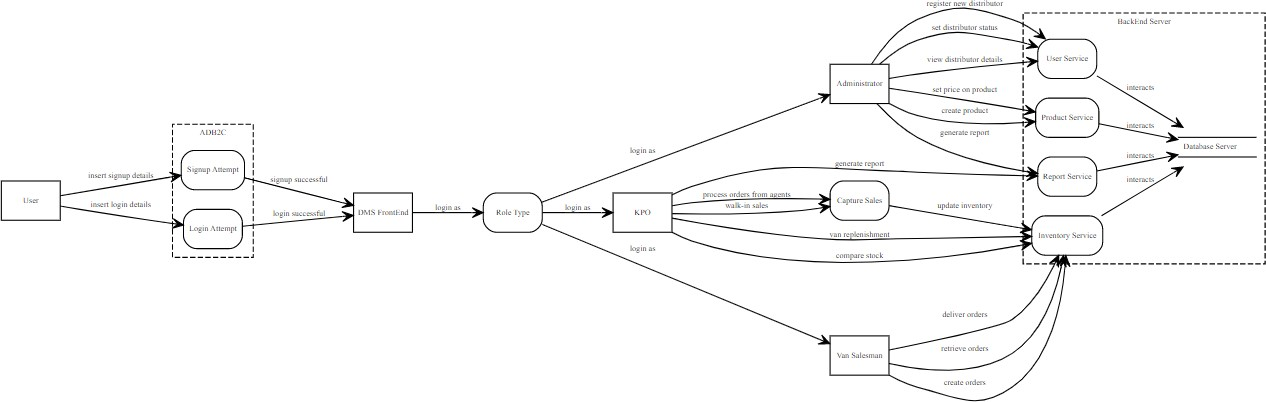 register new distributor
BackEnd Server
set distributor status
User Service
view distributor details
Administrator
interacts
set price on product
create product
Product Service
interacts
ADB2C
generate report
Database Server
login as
interacts
generate report
Signup Attempt
insert signup details
signup successful
Report Service
interacts
process orders from agents
User
Capture Sales
walk-in sales
insert login details
login successful
DMS FrontEnd
login as
Role Type
login as
KPO
update inventory
Login Attempt
van replenishment
Inventory Service
login as
compare stock
deliver orders
retrieve orders
Van Salesman
create orders